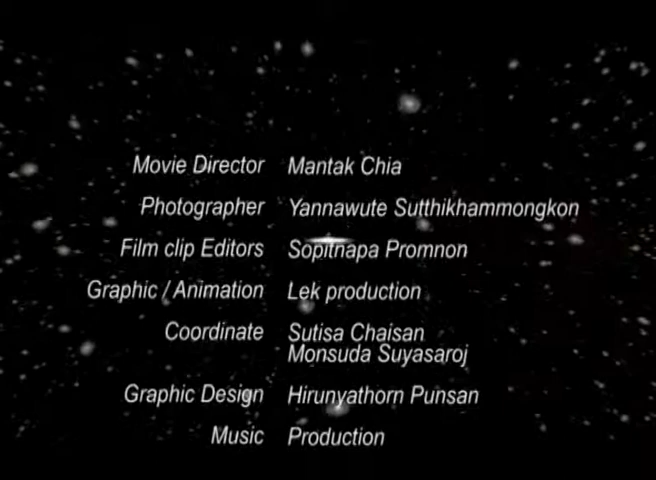 Movie Director Mantak Chia
Photographer Yannawute Sutthikhammongkon
Film clip Editors Sopitnapa Promnon
Graphic / Animation Lek production
Coordinate Sutisa Chaisan
Monsuda Suyasaroj
Graphic Design Hirunyathorn Punsan
Music Production